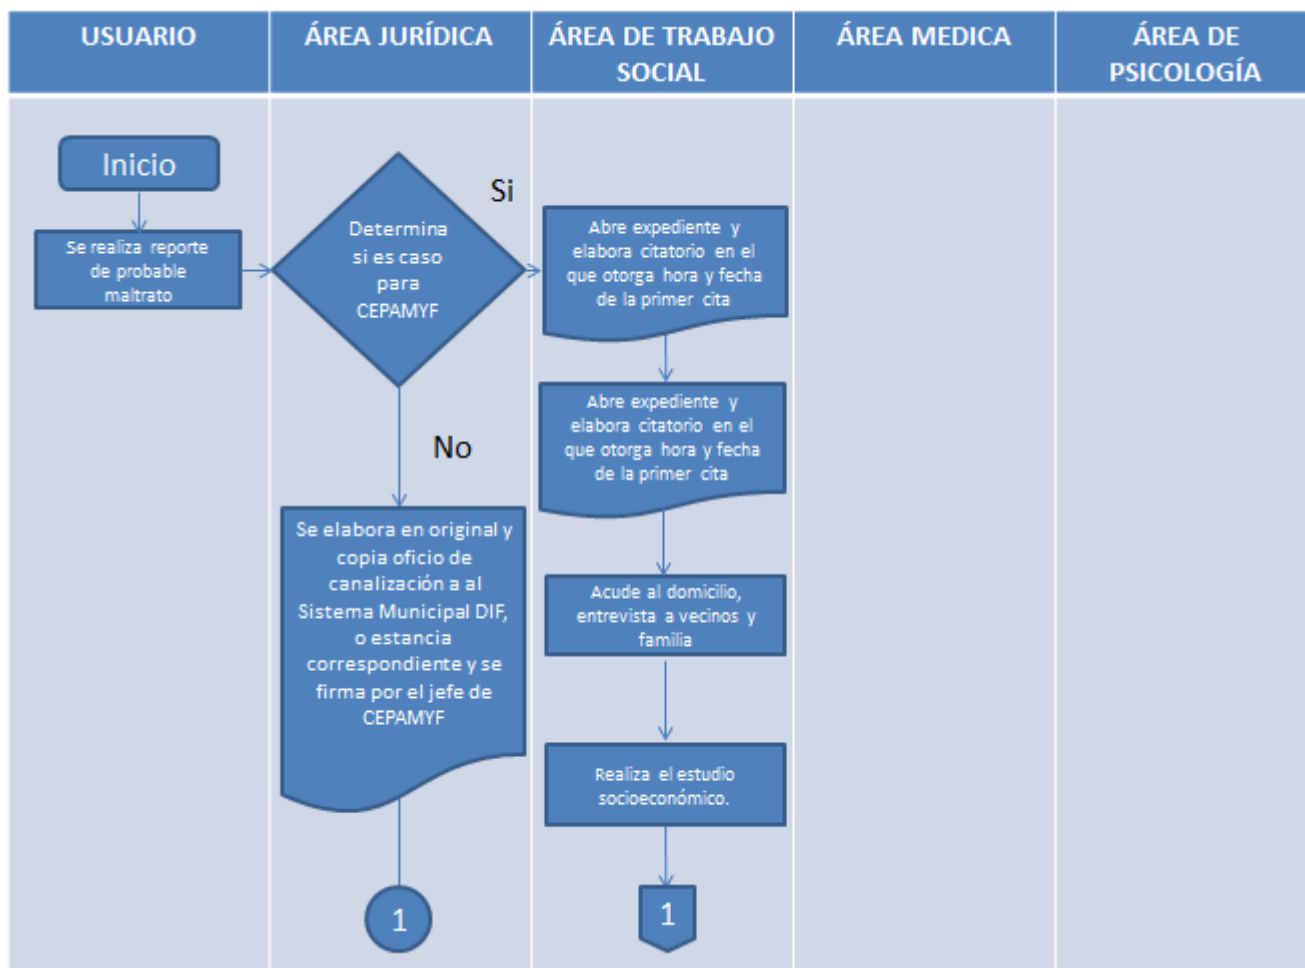 USUARIO
ÁREA JURÍDICA
ÁREA DE TRABAJO
SOCIAL
ÁREA MEDICA
ÁREA DE
PSICOLOGÍA
Inicio
Se realiza reporte
de probable
maltrato
Determina
si es caso
para
CEPAMYF
Si
No
Abre expediente y
elabora citatorio en el
que otorga hora y fecha
de la primer cita
Abre expediente y
elabora citatorio en el
que otorga hora y fecha
de la primer cita
Se elabora en original y
copia oficio de
canalización a al
Sistema Municipal DIF,
o estancia
correspondiente y se
firma por el jefe de
CEPAMYF
Acude al domicilio,
entrevista a vecinos y
familia
Realiza el estudio
socioeconómico.
1
1